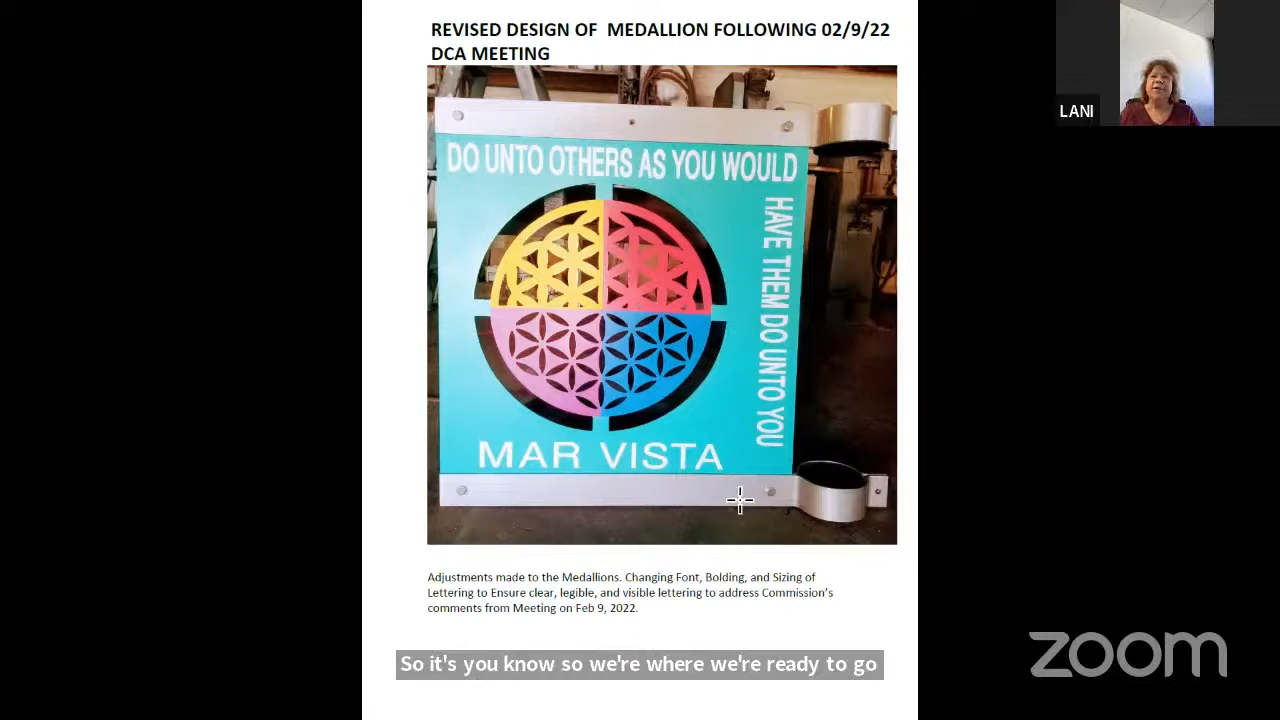 REVISED DESIGN OF MEDALLION FOLLOWING 02/9/22
DCA MEETING
LANI
DO UNTO OTHERS AS YOU WOULD
HAVE THEM DO UNTO YOU
MAR VISTA
Adjustments made to the Medallions. Changing Font, Bolding, and Sizing of
Lettering to Ensure clear, legible, and visible lettering to address Commission's
comments from Meeting on Feb 9, 2022.
So it's you know so we're where we're ready to go
zoom